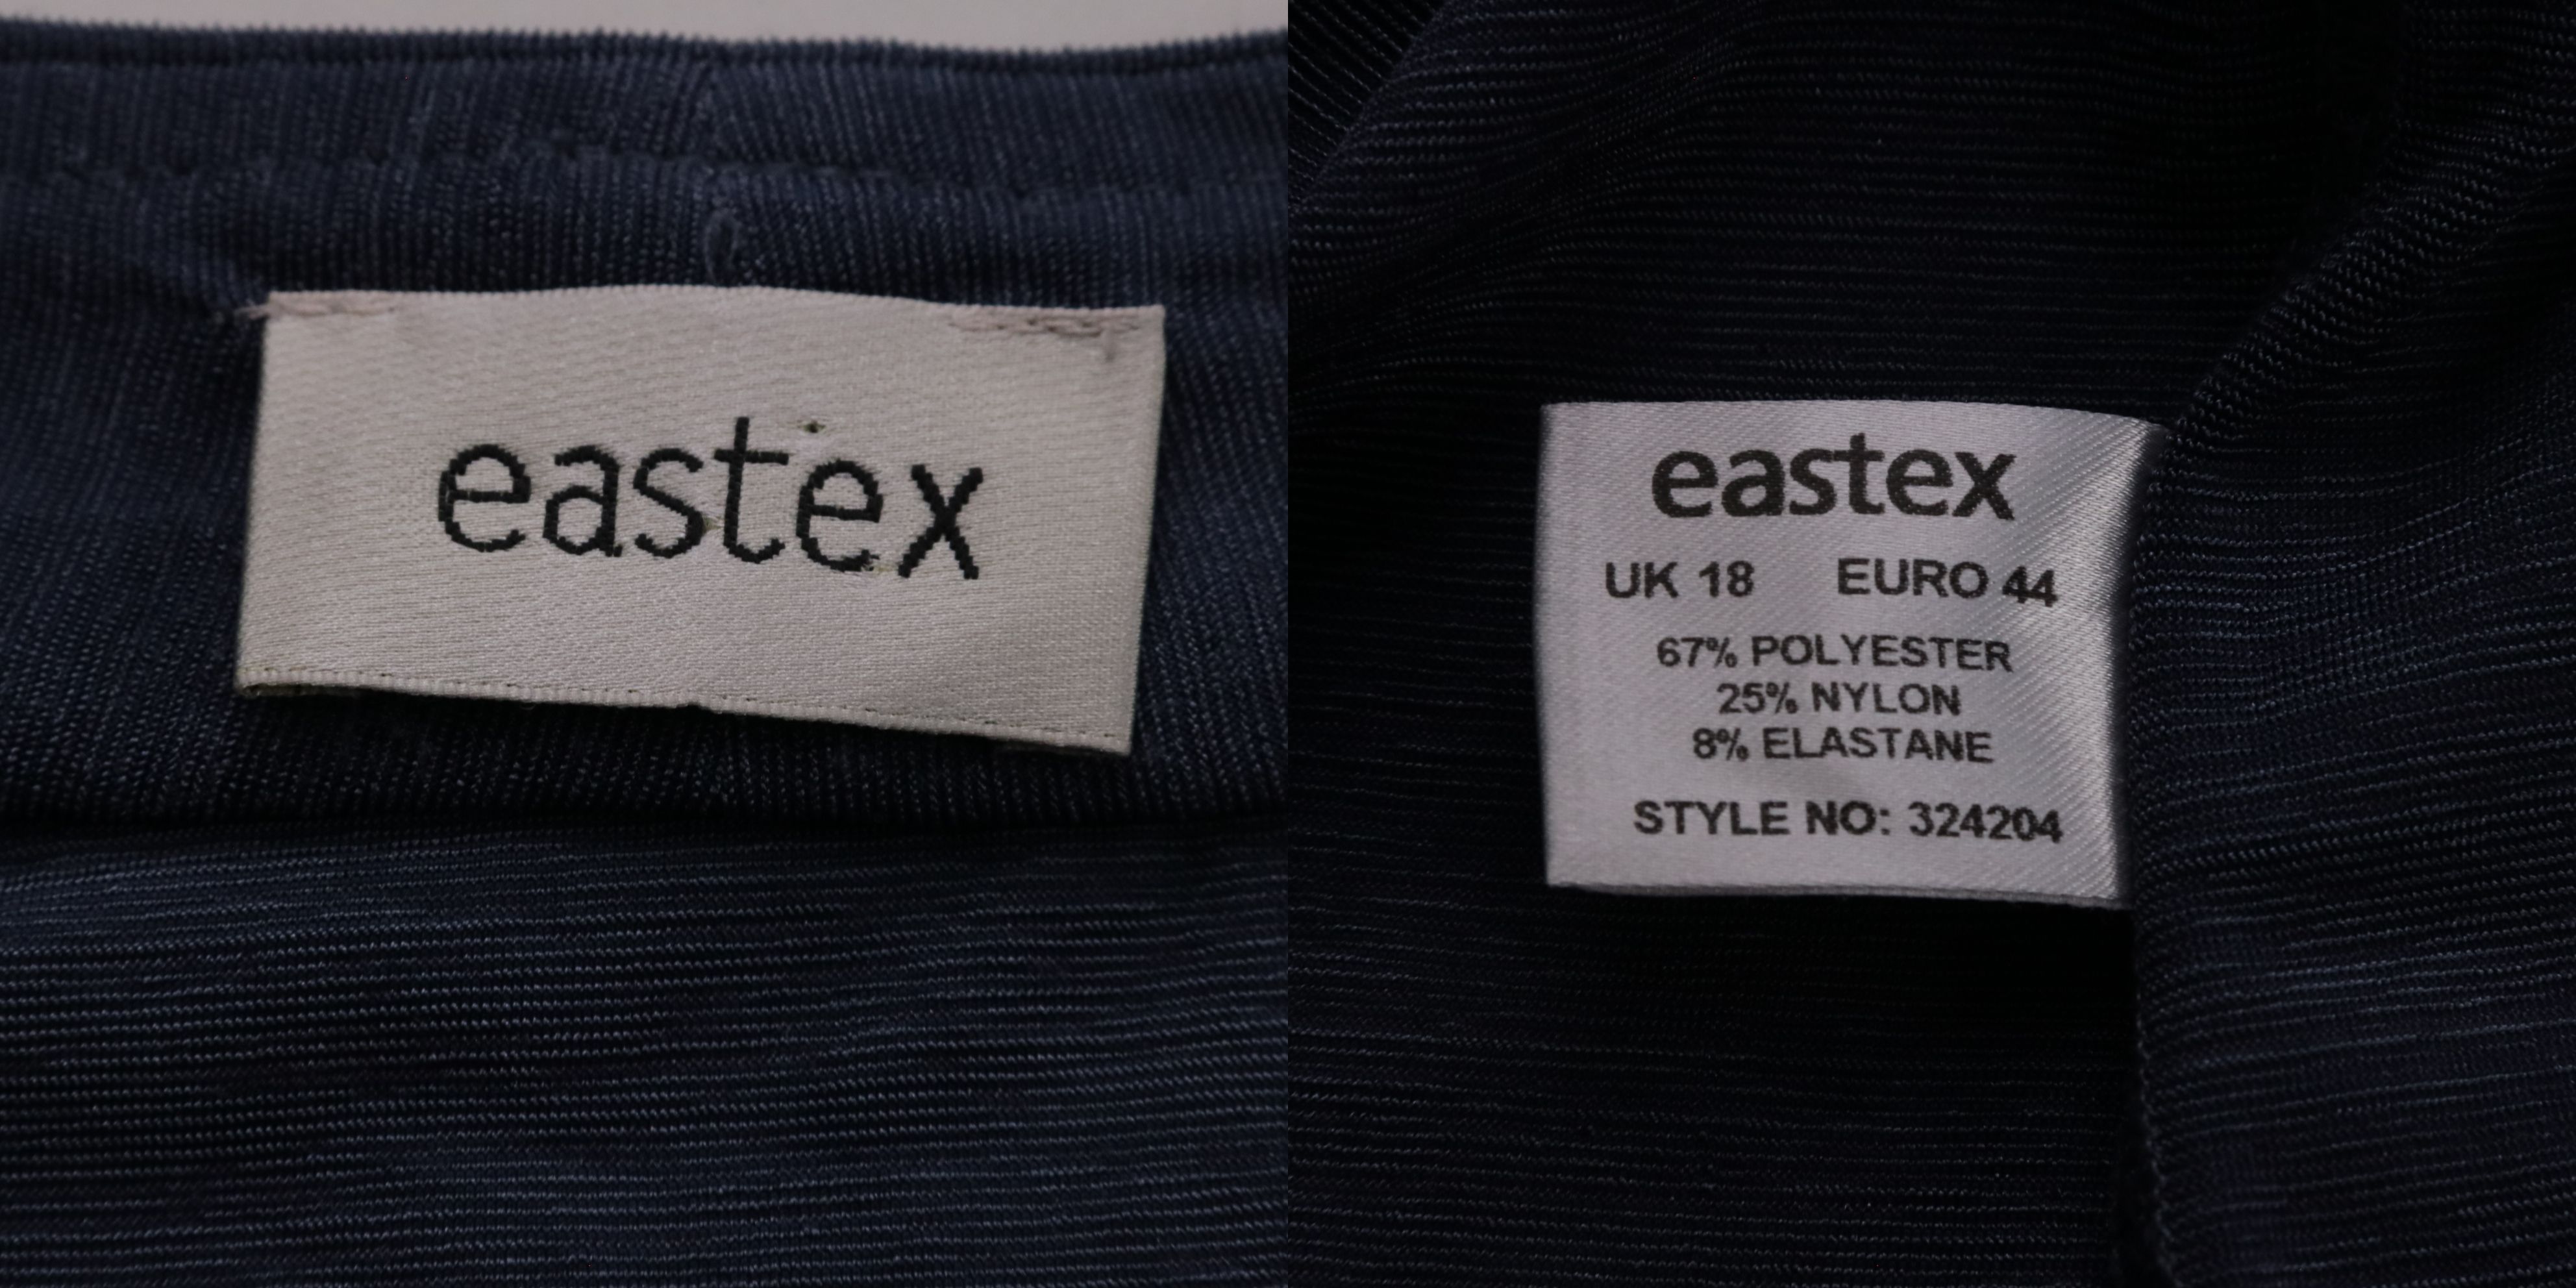 eastex
eastex
UK 18 EURO 44
67% POLYESTER
25% NYLON
8% ELASTANE
STYLE NO: 324204